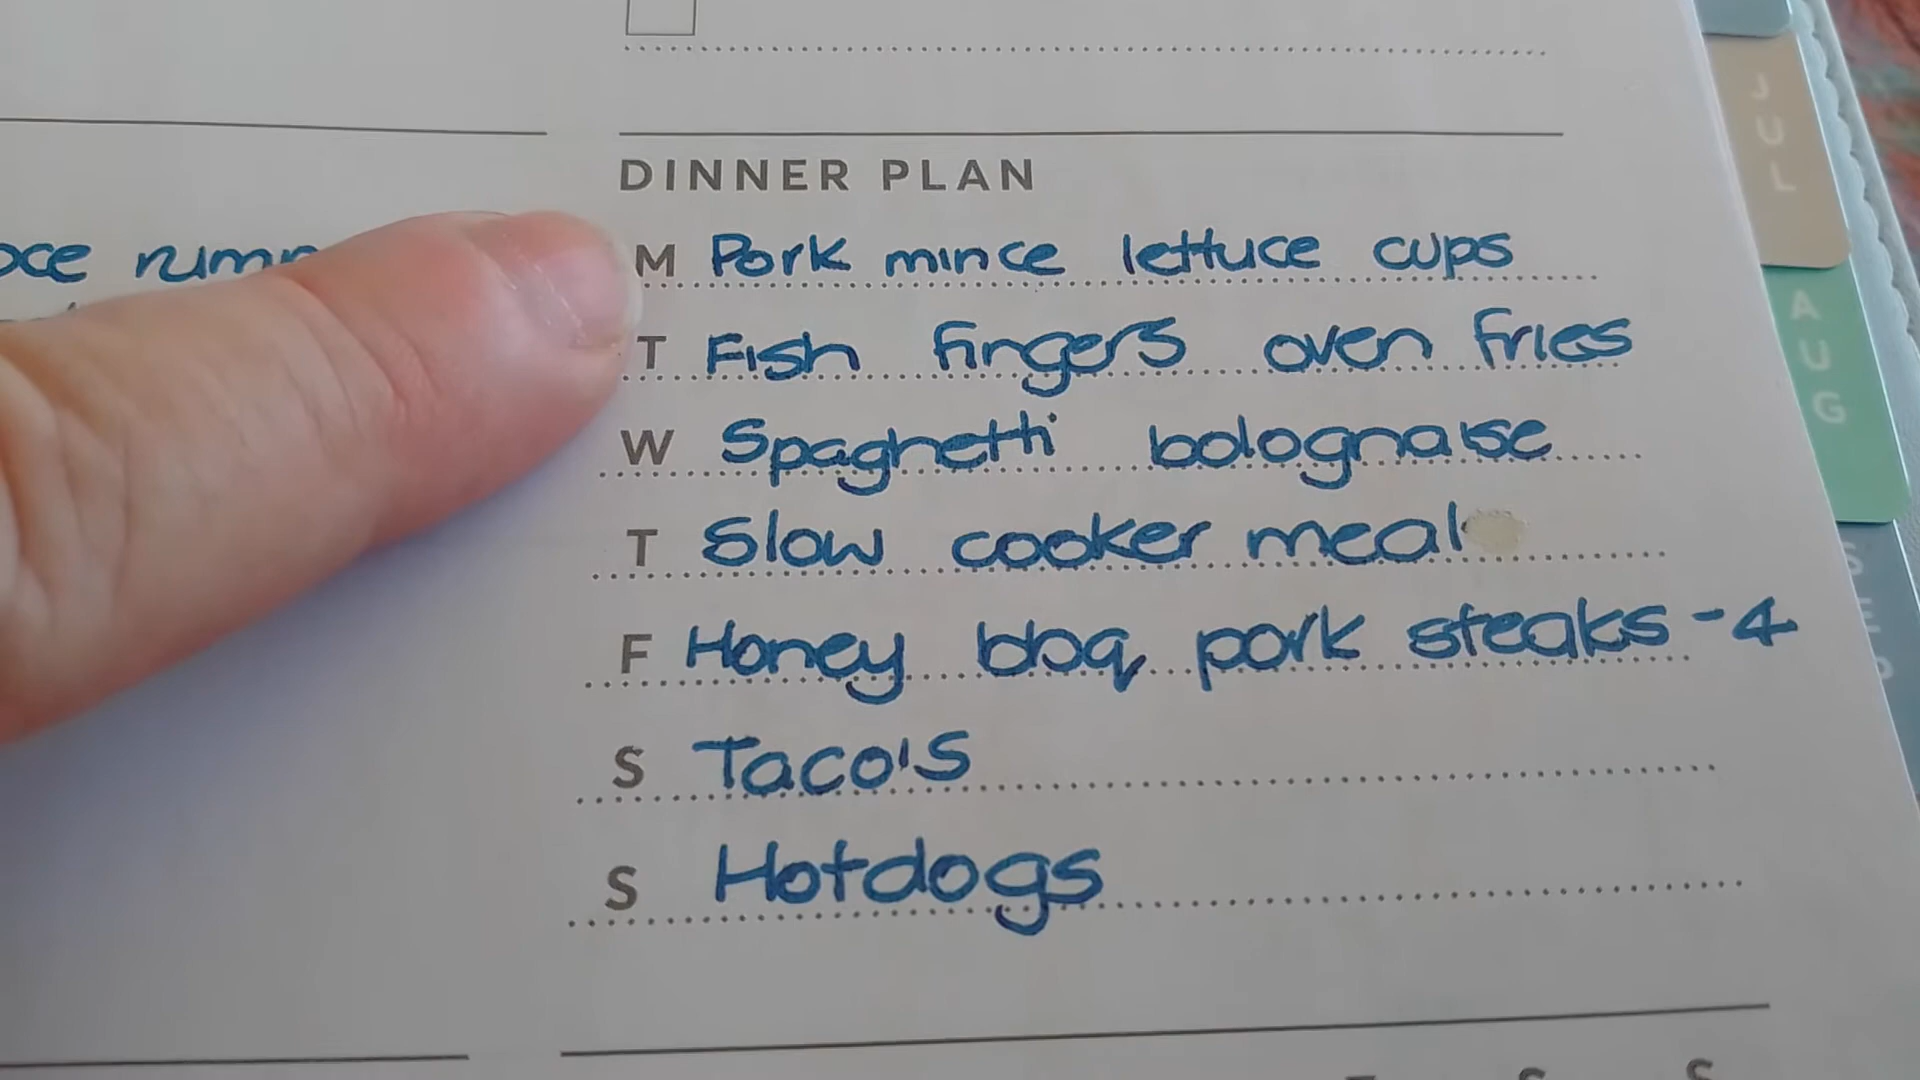 DINNER PLAN
M Pork mince lettuce cups
T Fish fingers oven fries
W Spaghetti bolognaise
T Slow cooker meal
F Honey bbq pork steaks - 4
S Taco's
S Hotdogs
JUL
AUG
SEP
S S